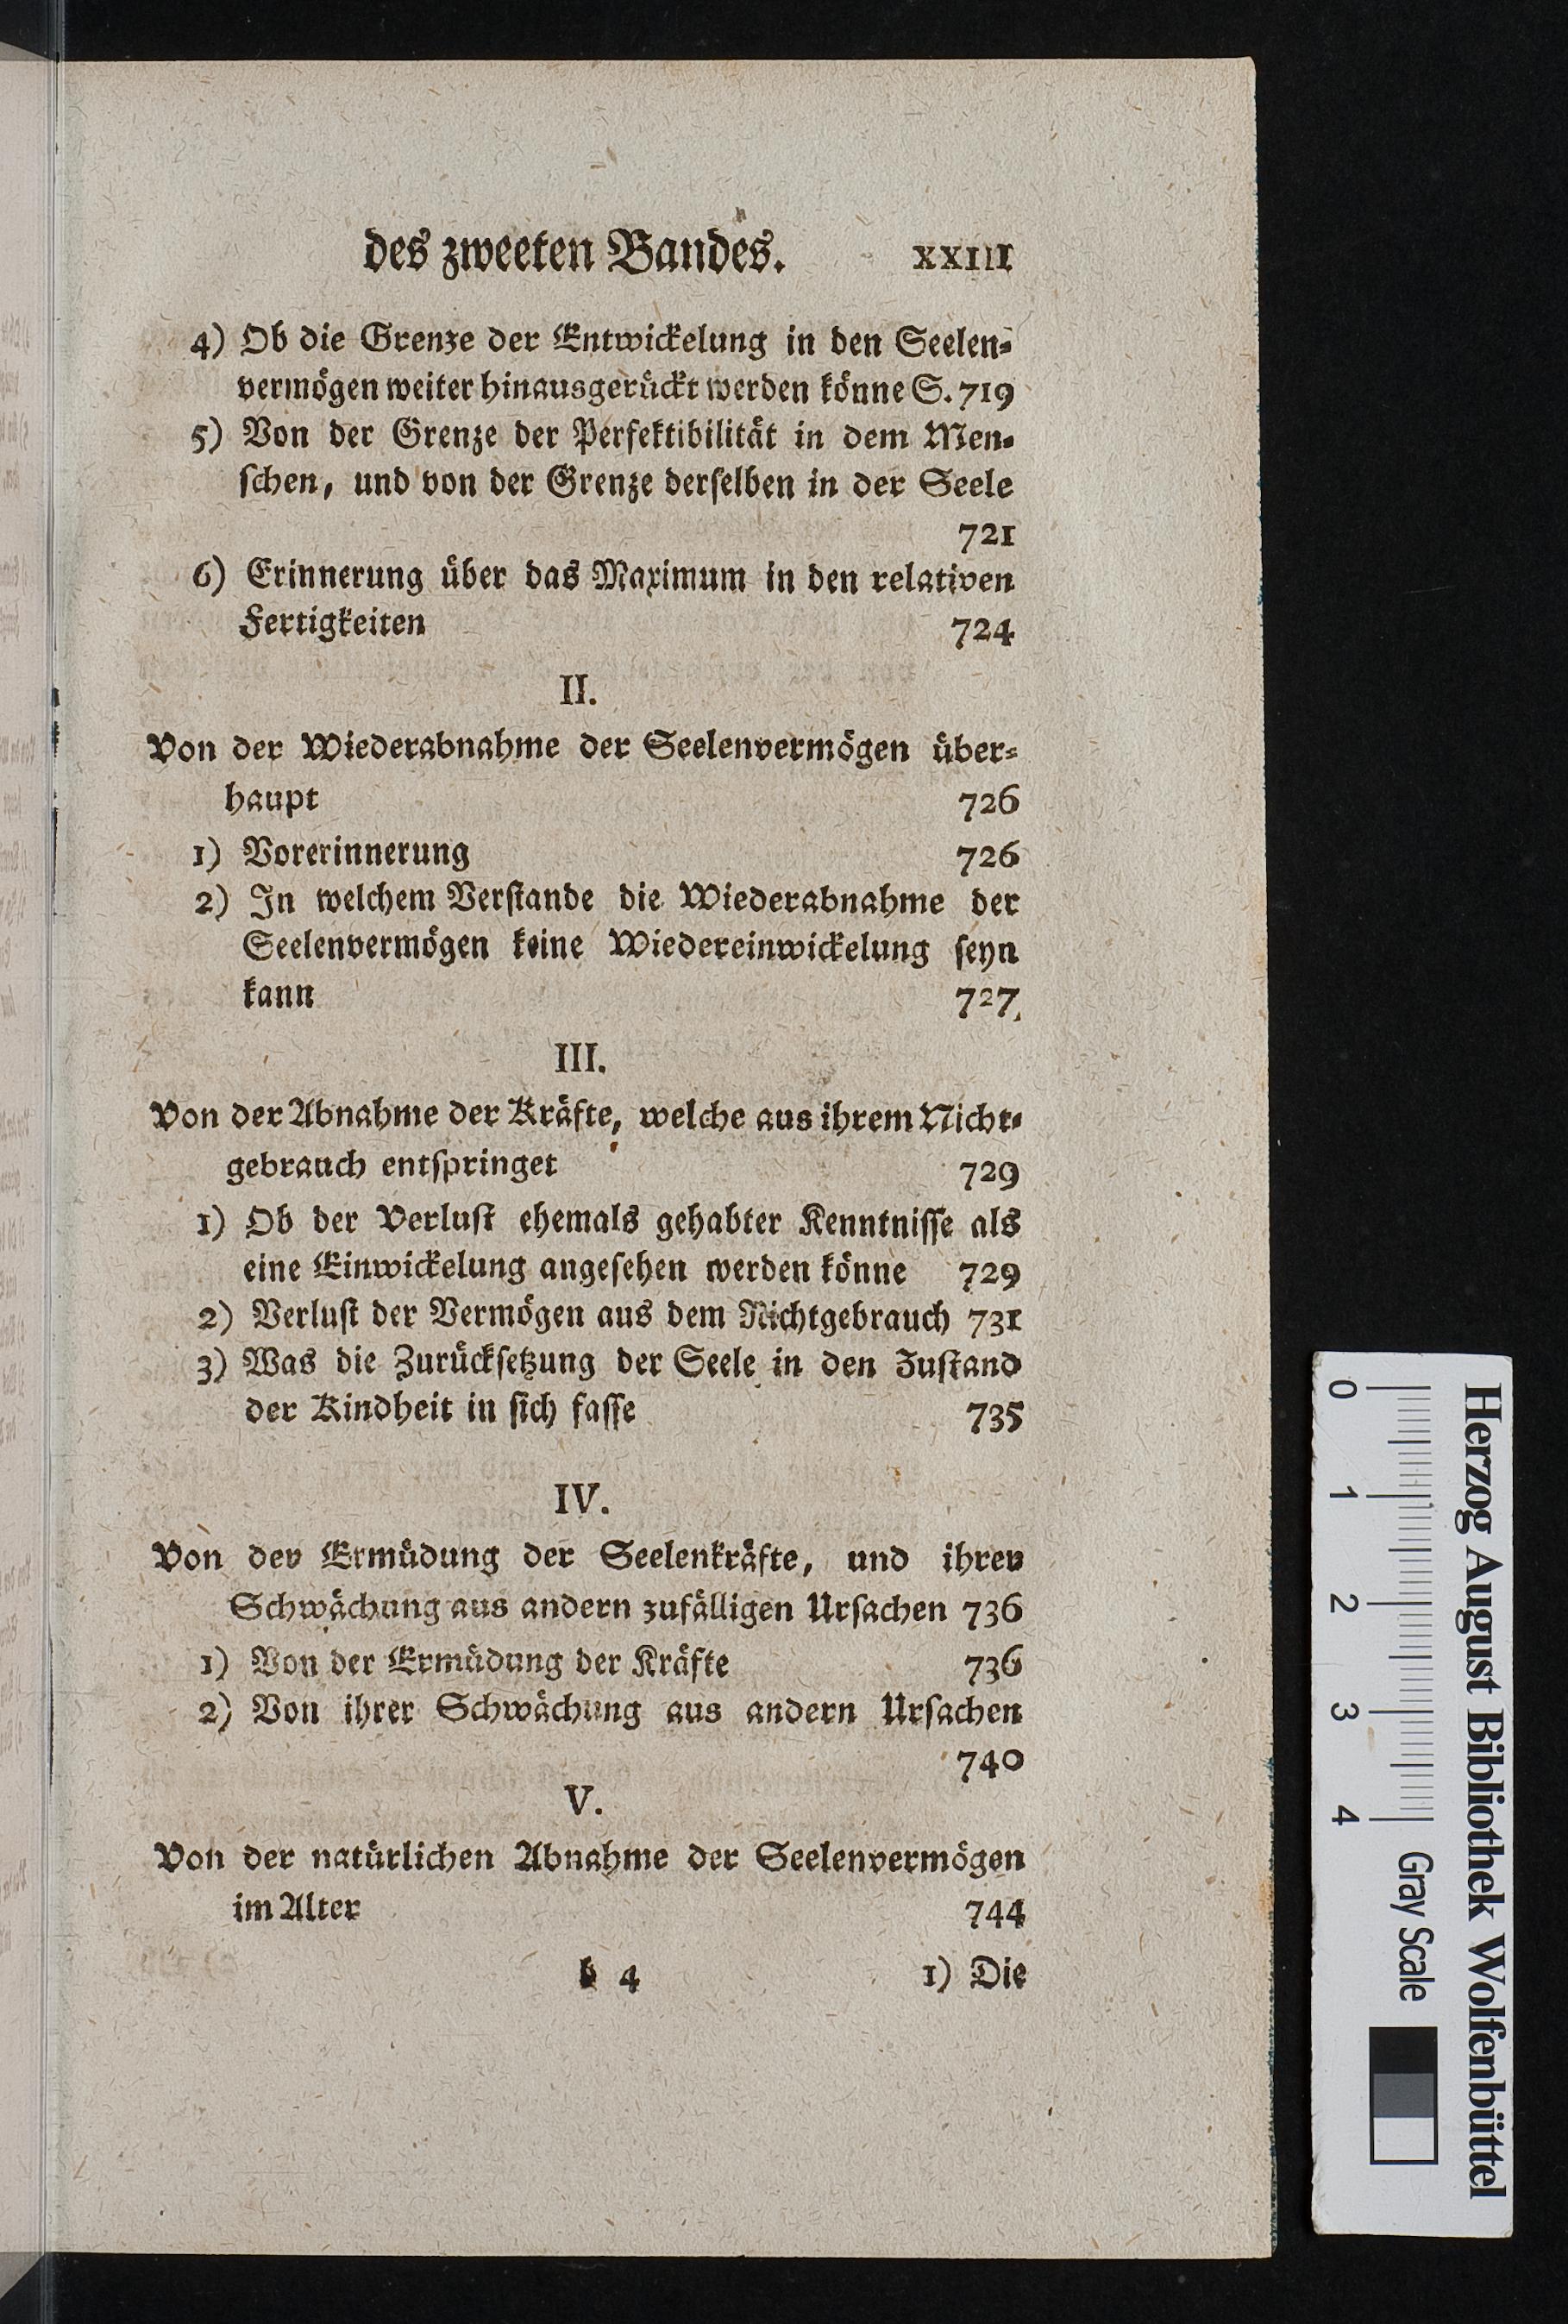 des zweeten Bandes. XXIII
4) Ob die Grenze der Entwickelung in den Seelen-
vermögen weiter hinausgerückt werden könne S. 719
5) Von der Grenze der Perfektibilität in dem Men-
schen, und von der Grenze derselben in der Seele
721
6) Erinnerung über das Maximum in den relativen
Fertigkeiten 724
II.
Von der Wiederabnahme der Seelenvermögen über-
haupt 726
1) Vorerinnerung 726
2) In welchem Verstande die Wiederabnahme der
Seelenvermögen keine Wiedereinwickelung seyn
kann 727
III.
Von der Abnahme der Kräfte, welche aus ihrem Nicht-
gebrauch entspringet 729
1) Ob der Verlust ehemals gehabter Kenntnisse als
eine Einwickelung angesehen werden könne 729
2) Verlust der Vermögen aus dem Nichtgebrauch 731
3) Was die Zurücksetzung der Seele in den Zustand
der Kindheit in sich fasse 735
IV.
Von der Ermüdung der Seelenkräfte, und ihrer
Schwächung aus andern zufälligen Ursachen 736
1) Von der Ermüdung der Kräfte 736
2) Von ihrer Schwächung aus andern Ursachen
740
V.
Von der natürlichen Abnahme der Seelenvermögen
im Alter 744
b 4 1) Die
Herzog August Bibliothek Wolfenbüttel
0 1 2 3 4 Gray Scale